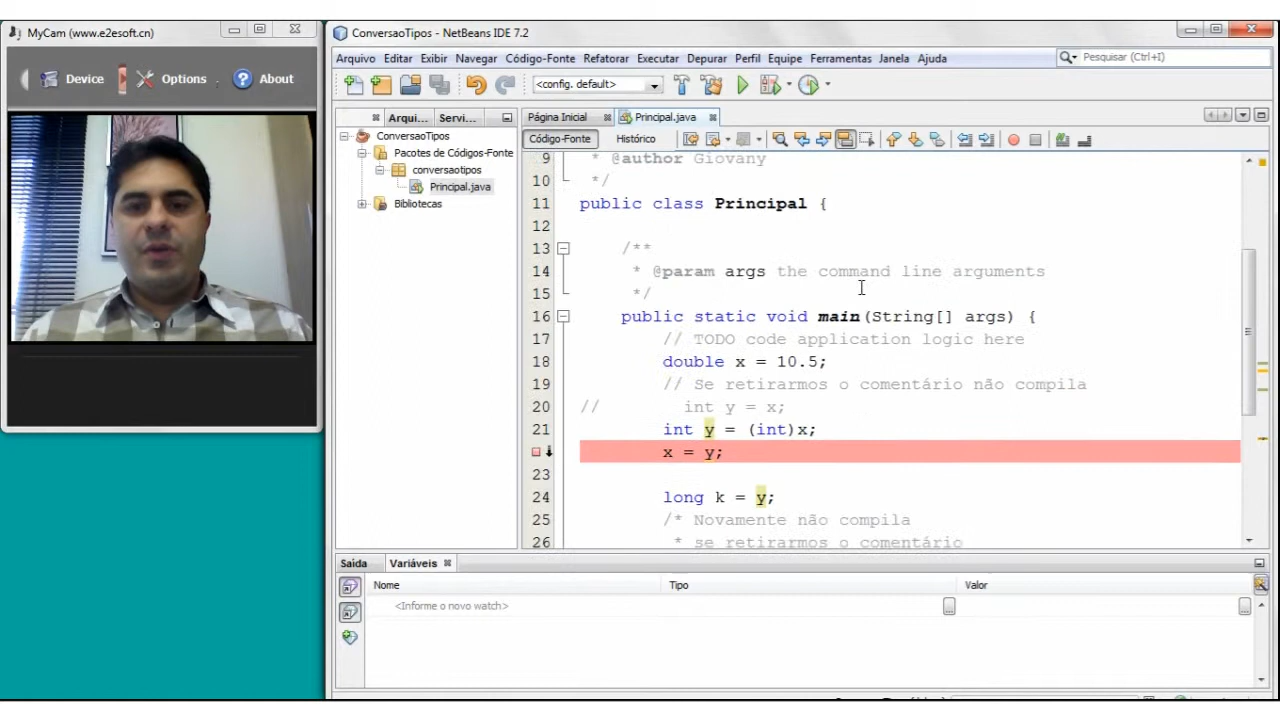 MyCam (www.e2esoft.cn)
Device
Options
About
ConversaoTipos - NetBeans IDE 7.2
Arquivo Editar Exibir Navegar Código-Fonte Refatorar Executar Depurar Perfil Equipe Ferramentas Janela Ajuda
Pesquisar (Ctrl+I)
<config. default>
Arqui... Servi...
Página Inicial Principal.java
Código-Fonte Histórico
ConversaoTipos
Pacotes de Códigos-Fonte
conversaotipos
Principal.java
Bibliotecas
9 * @author Giovany
10 */
11 public class Principal {
12
13 /**
14 * @param args the command line arguments
15 */
16 public static void main(String[] args) {
17 // TODO code application logic here
18 double x = 10.5;
19 // Se retirarmos o comentário não compila
20 // int y = x;
21 int y = (int)x;
x = y;
23
24 long k = y;
25 /* Novamente não compila
26 * se retirarmos o comentário
Saída Variáveis
Nome Tipo Valor
<Informe o novo watch>